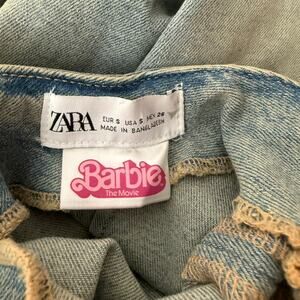 ZARA
EUR S USA S MEX 26
MADE IN BANGLADESH
Barbie
The Movie